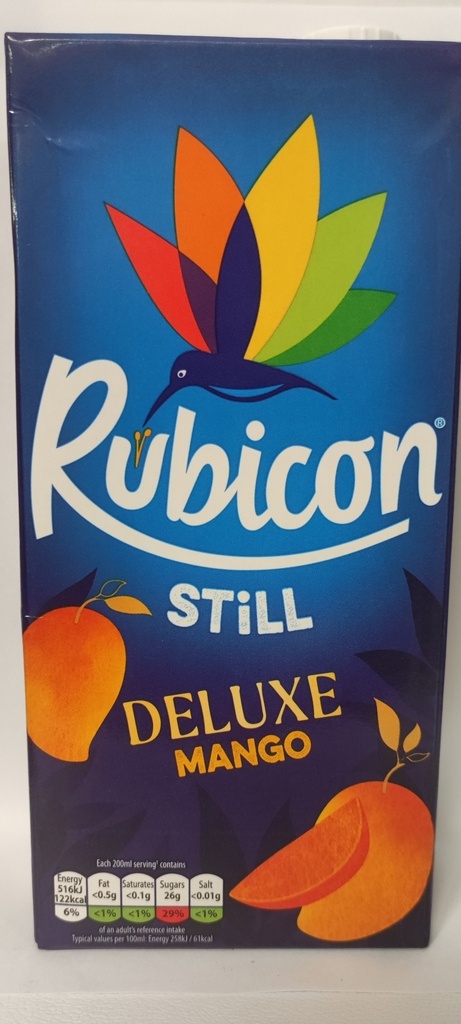 Rubicon®
STiLL
DELUXE
MANGO
Each 200ml serving¹ contains
Energy 516kJ 122kcal 6%
Fat <0.5g <1%
Saturates <0.1g <1%
Sugars 26g 29%
Salt <0.01g <1%
of an adult's reference intake
Typical values per 100ml: Energy 258kJ / 61kcal